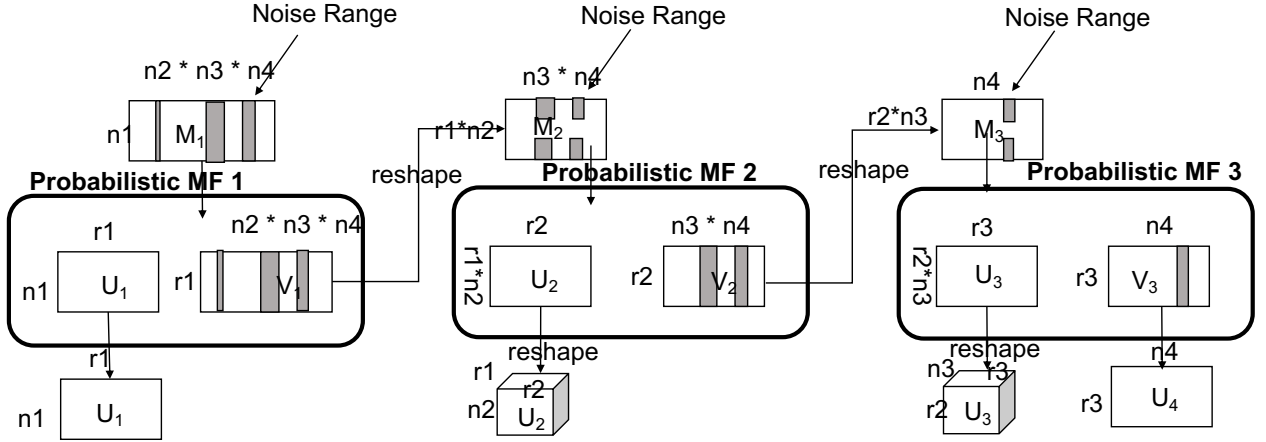 Noise Range
Noise Range
Noise Range
n2 * n3 * n4
n3 * n4
n4
n1
M1
r1*n2
M2
r2*n3
M3
reshape
reshape
Probabilistic MF 1
Probabilistic MF 2
Probabilistic MF 3
r1
n2 * n3 * n4
r2
n3 * n4
r3
n4
n1
U1
r1
V1
r1*n2
U2
r2
V2
r2*n3
U3
r3
V3
r1
reshape
reshape
n4
n1
U1
r1
r2
n2
U2
n3
r3
r2
U3
r3
U4